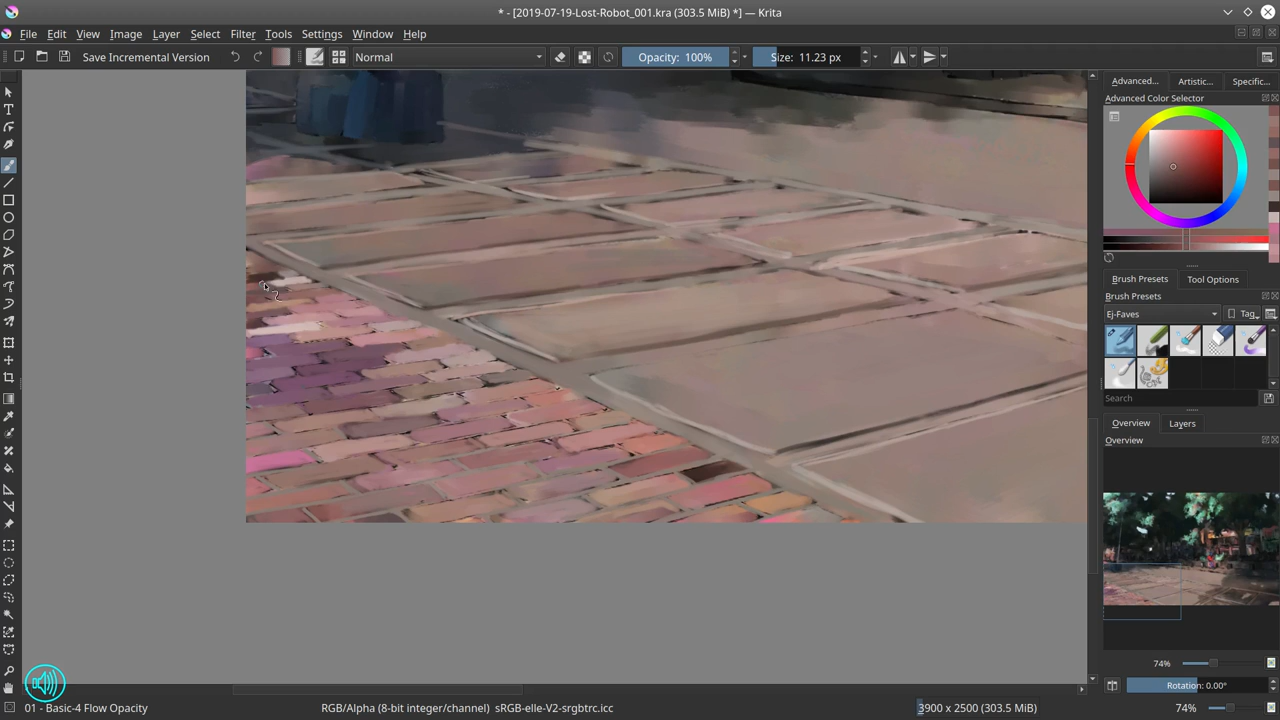 * - [2019-07-19-Lost-Robot_001.kra (303.5 MiB) *] — Krita
File Edit View Image Layer Select Filter Tools Settings Window Help
Save Incremental Version Normal Opacity: 100% Size: 11.23 px
Advanced... Artistic... Specific...
Advanced Color Selector
Brush Presets Tool Options
Brush Presets
Ej-Faves Tag
Search
Overview Layers
Overview
74%
Rotation: 0.00°
01 - Basic-4 Flow Opacity RGB/Alpha (8-bit integer/channel) sRGB-elle-V2-srgbtrc.icc 3900 x 2500 (303.5 MiB) 74%